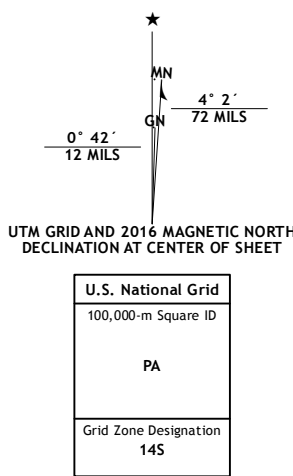 ★
MN
4° 2´
72 MILS
GN
0° 42´
12 MILS
UTM GRID AND 2016 MAGNETIC NORTH
DECLINATION AT CENTER OF SHEET
U.S. National Grid
100,000-m Square ID
PA
Grid Zone Designation
14S